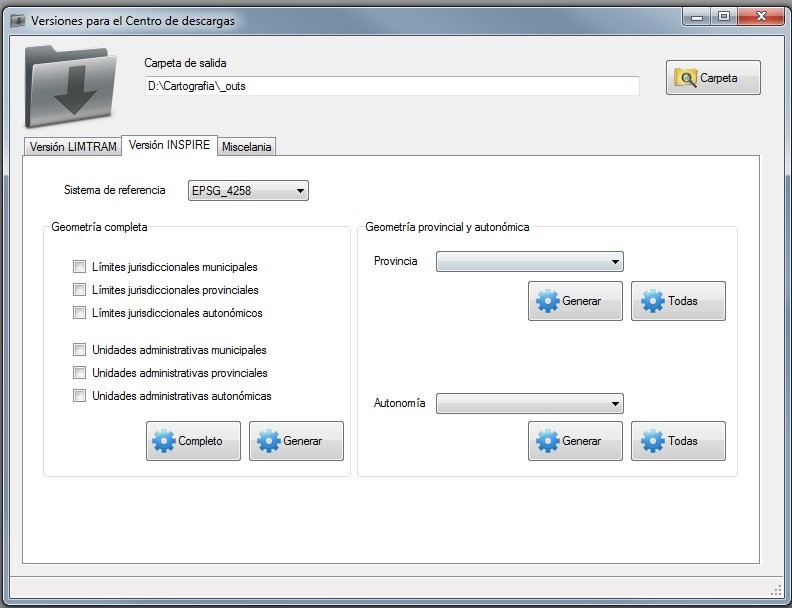 Versiones para el Centro de descargas
Carpeta de salida
D:\Cartografia\_outs
Carpeta
Versión LIMTRAM
Versión INSPIRE
Miscelania
Sistema de referencia
EPSG_4258
Geometría completa
Límites jurisdiccionales municipales
Límites jurisdiccionales provinciales
Límites jurisdiccionales autonómicos
Unidades administrativas municipales
Unidades administrativas provinciales
Unidades administrativas autonómicas
Completo
Generar
Geometría provincial y autonómica
Provincia
Generar
Todas
Autonomía
Generar
Todas